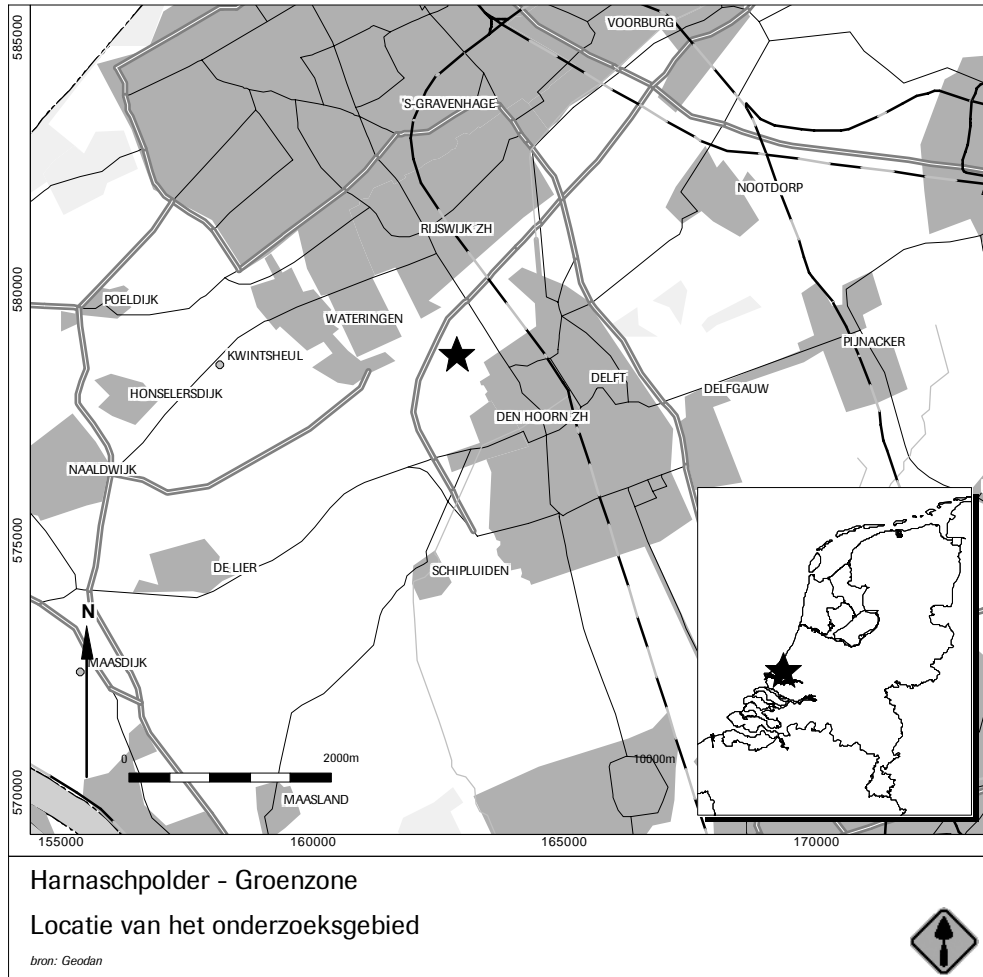 585000
VOORBURG
'S-GRAVENHAGE
NOOTDORP
RIJSWIJK ZH
580000
POELDIJK
WATERINGEN
KWINTSHEUL
PIJNACKER
HONSELERSDIJK
DELFT
DELFGAUW
DEN HOORN ZH
NAALDWIJK
575000
DE LIER
SCHIPLUIDEN
N
MAASDIJK
0 2000m 10000m
MAASLAND
570000
155000 160000 165000 170000
Harnaschpolder - Groenzone
Locatie van het onderzoeksgebied
bron: Geodan